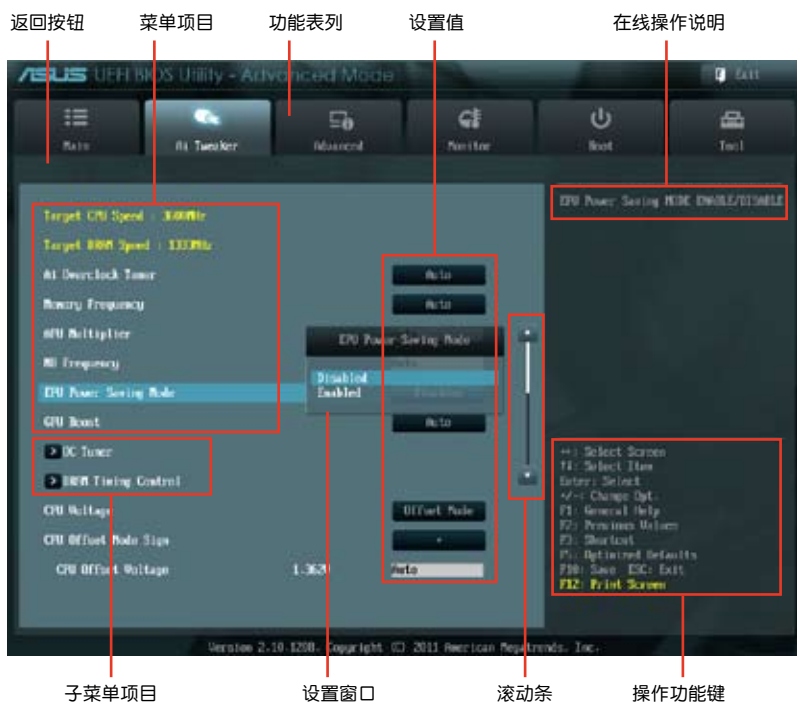 返回按钮 菜单项目 功能表列 设置值 在线操作说明
ASUS UEFI BIOS Utility - Advanced Mode Exit
Main Ai Tweaker Advanced Monitor Boot Tool
Target CPU Speed : 3600MHz
EPU Power Saving MODE ENABLE/DISABLE
Target DRAM Speed : 1333MHz
Ai Overclock Tuner Auto
Memory Frequency Auto
APU Multiplier
EPU Power Saving Mode
NB Frequency
Disabled
Enabled
EPU Power Saving Mode Disabled
GPU Boost Auto
OC Tuner
DRAM Timing Control
CPU Voltage Offset Mode
CPU Offset Mode Sign
CPU Offset Voltage 1.362V Auto
↔: Select Screen
↑↓: Select Item
Enter: Select
+/-: Change Opt.
F1: General Help
F2: Previous Values
F3: Shortcut
F5: Optimized Defaults
F10: Save ESC: Exit
F12: Print Screen
Version 2.10.1208. Copyright (C) 2011 American Megatrends, Inc.
子菜单项目 设置窗口 滚动条 操作功能键